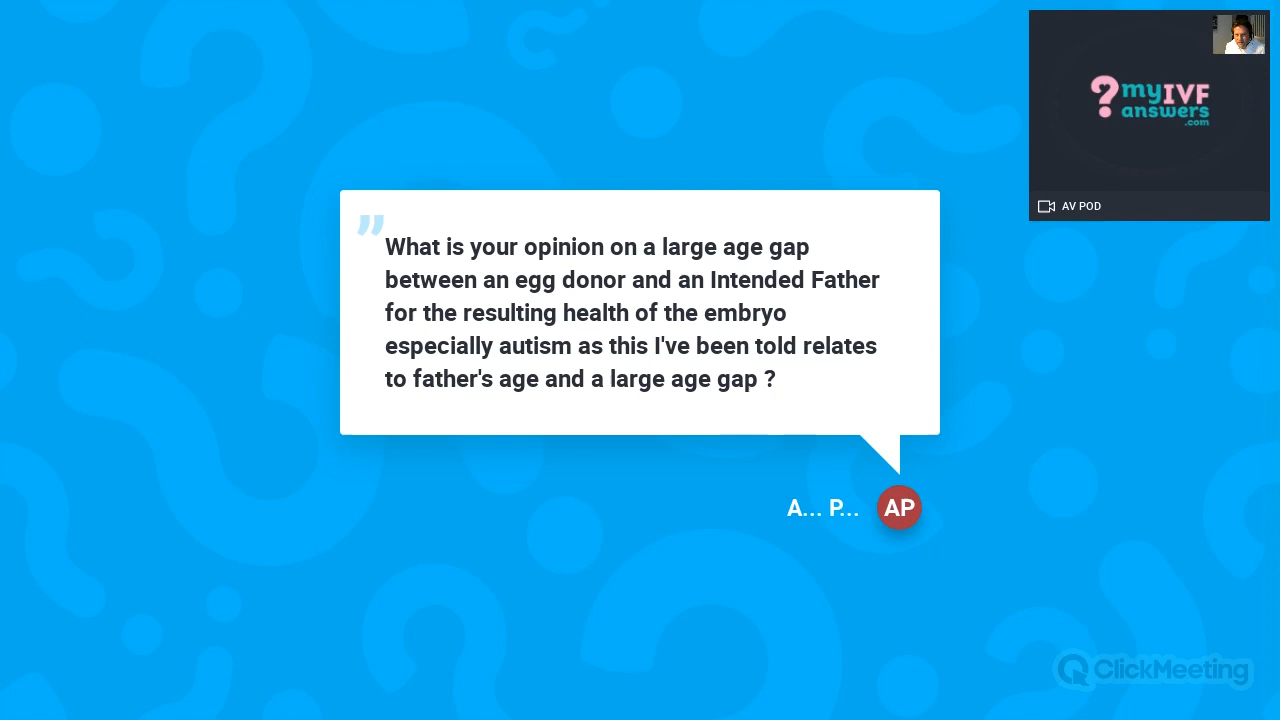 ?myIVF
answers
.com
AV POD
”
What is your opinion on a large age gap
between an egg donor and an Intended Father
for the resulting health of the embryo
especially autism as this I've been told relates
to father's age and a large age gap ?
A... P... AP
ClickMeeting